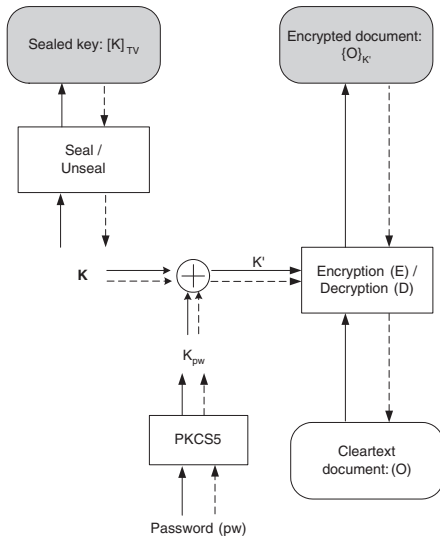 Sealed key: [K]TV
Encrypted document:
{O}K'
Seal /
Unseal
K
K'
Encryption (E) /
Decryption (D)
Kpw
PKCS5
Cleartext
document: (O)
Password (pw)